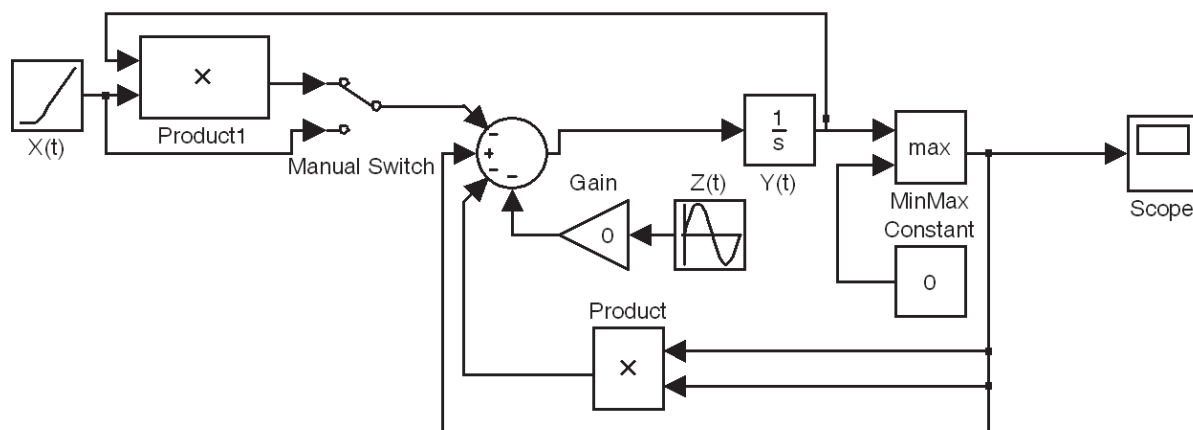 ×
Product1
X(t)
Manual Switch
-
+
-
-
Gain
0
Z(t)
1
s
Y(t)
max
MinMax
Constant
0
Scope
Product
×